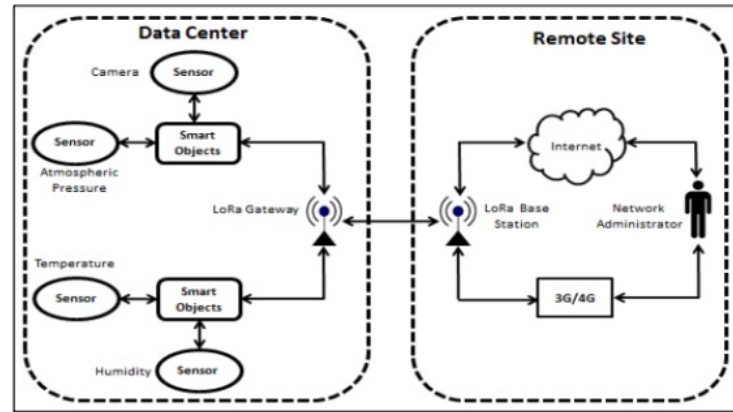 Data Center
Camera
Sensor
Sensor
Smart
Objects
Atmospheric
Pressure
LoRa Gateway
Temperature
Sensor
Smart
Objects
Humidity
Sensor
Remote Site
Internet
LoRa Base
Station
Network
Administrator
3G/4G